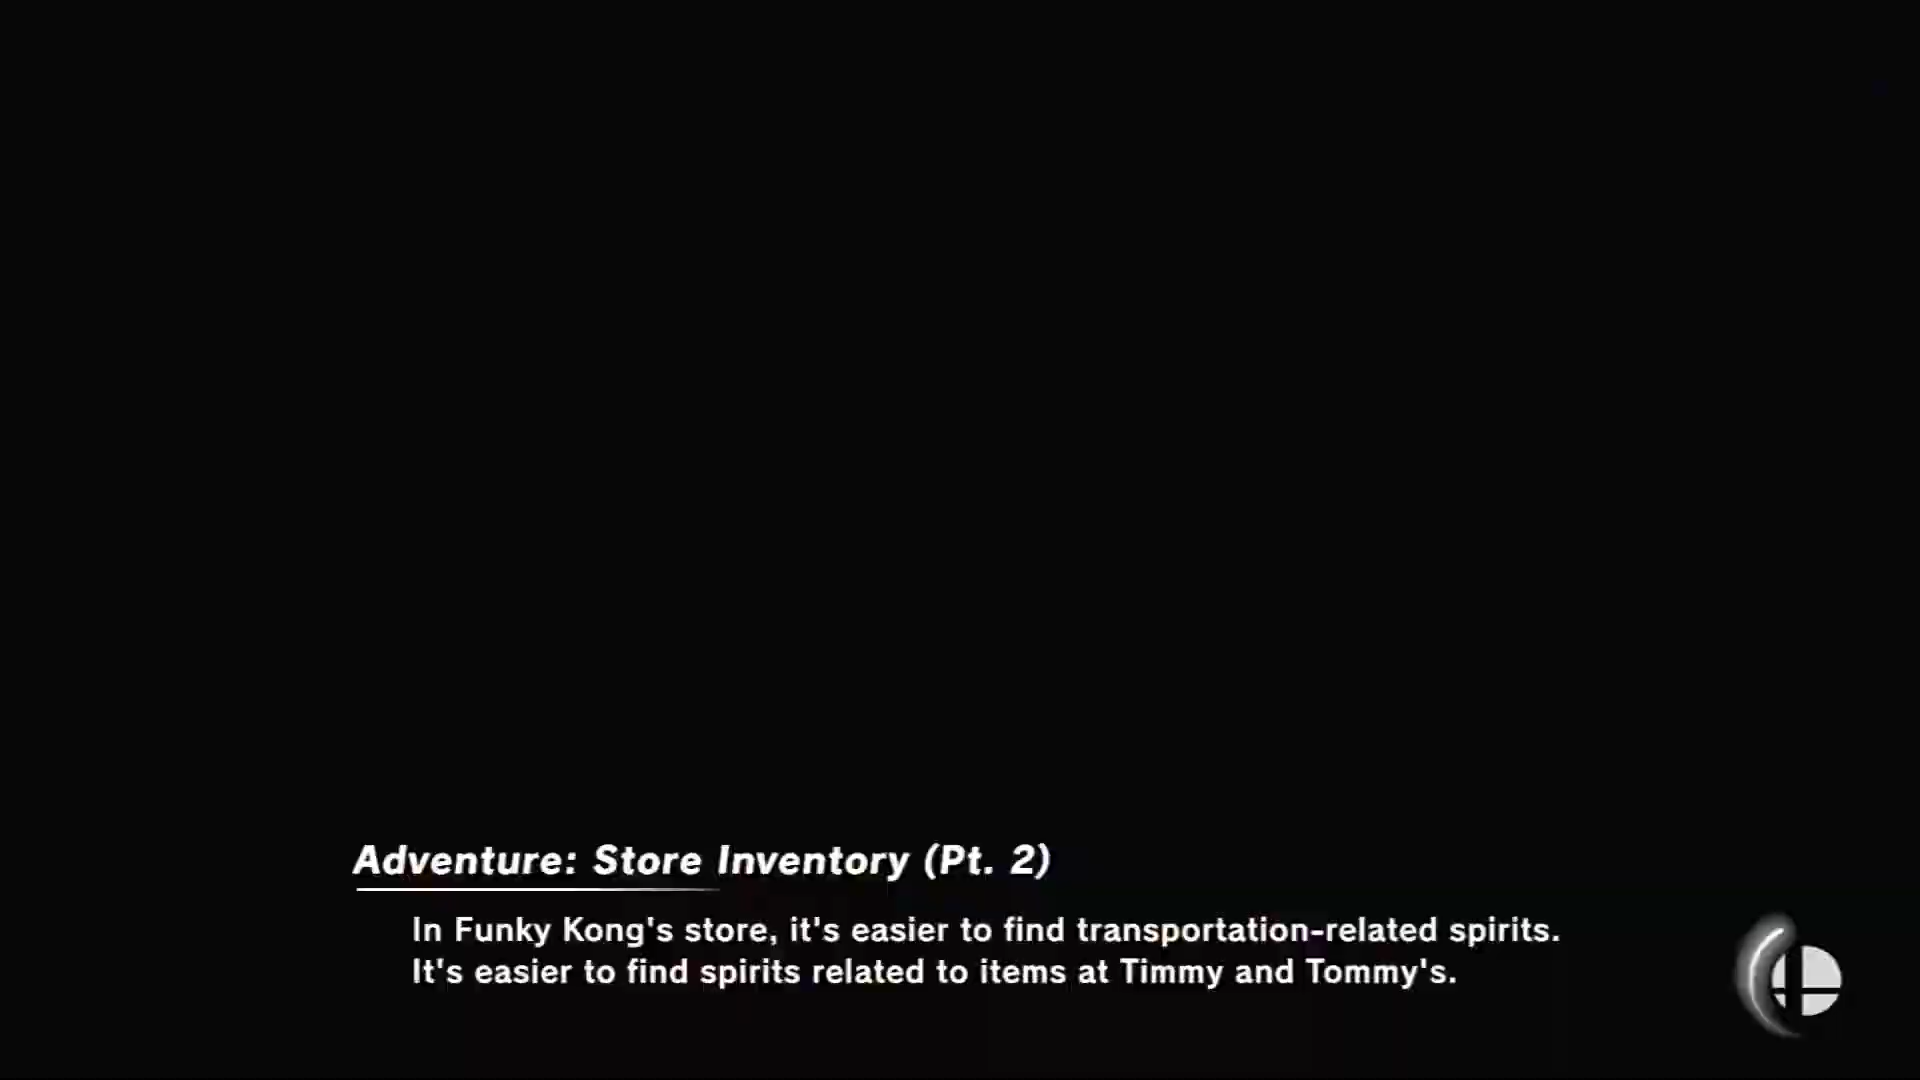 Adventure: Store Inventory (Pt. 2)
In Funky Kong's store, it's easier to find transportation-related spirits.
It's easier to find spirits related to items at Timmy and Tommy's.